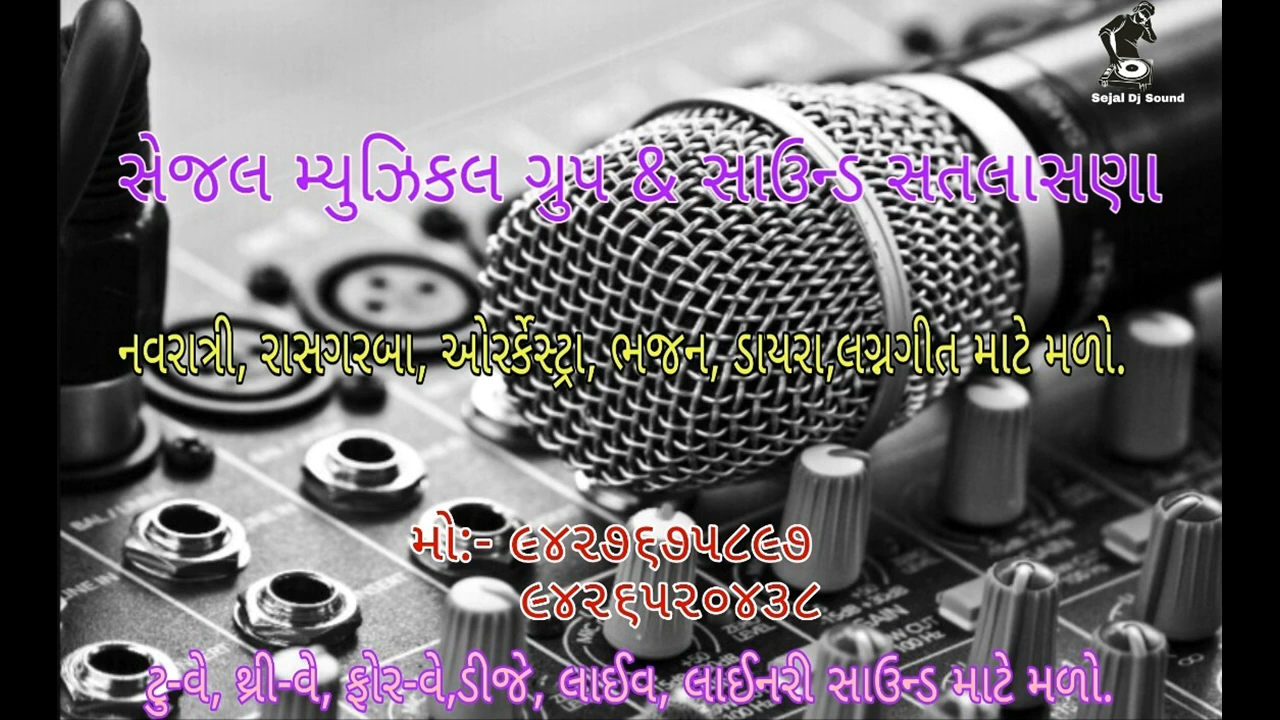 Sejal Dj Sound
સેજલ મ્યુઝિકલ ગ્રુપ & સાઉન્ડ સતલાસણા
નવરાત્રી, રાસગરબા, ઓરર્કેસ્ટ્રા, ભજન, ડાયરા,લગ્નગીત માટે મળો.
મોઃ- ૯૪૨૭૬૭૫૮૯૭
૯૪૨૬૫૨૦૪૩૮
ટુ-વે, થ્રી-વે, ફોર-વે,ડીજે, લાઈવ, લાઈનરી સાઉન્ડ માટે મળો.